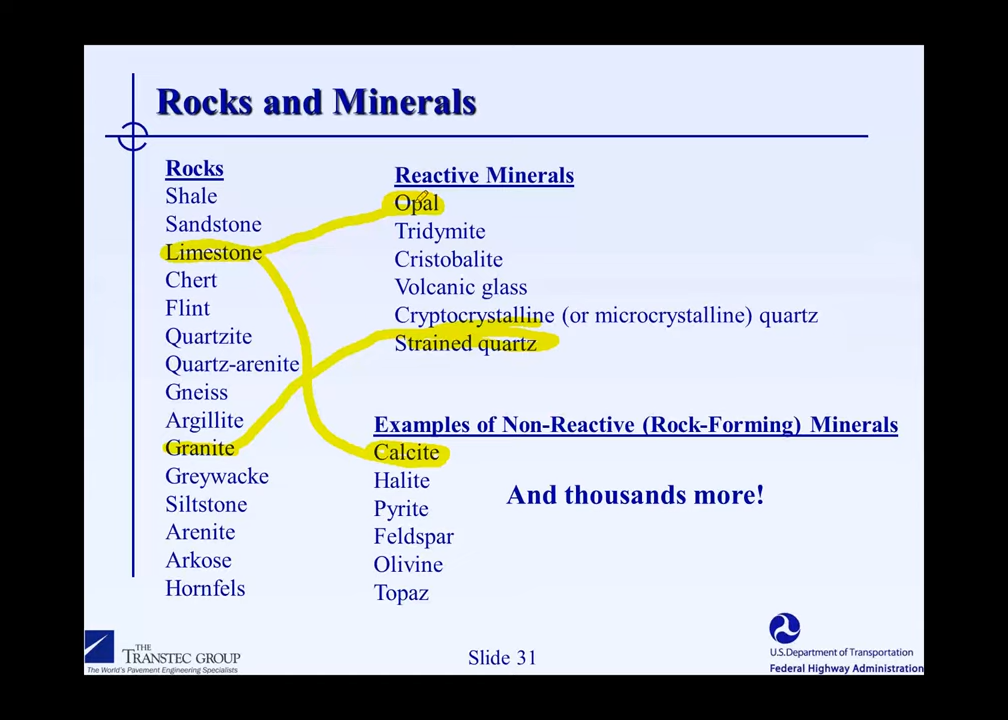 Rocks and Minerals
Rocks
Shale
Sandstone
Limestone
Chert
Flint
Quartzite
Quartz-arenite
Gneiss
Argillite
Granite
Greywacke
Siltstone
Arenite
Arkose
Hornfels
Reactive Minerals
Opal
Tridymite
Cristobalite
Volcanic glass
Cryptocrystalline (or microcrystalline) quartz
Strained quartz
Examples of Non-Reactive (Rock-Forming) Minerals
Calcite
Halite
Pyrite
Feldspar
Olivine
Topaz
And thousands more!
THE
TRANSTEC GROUP
The World's Pavement Engineering Specialists
Slide 31
U.S.Department of Transportation
Federal Highway Administration